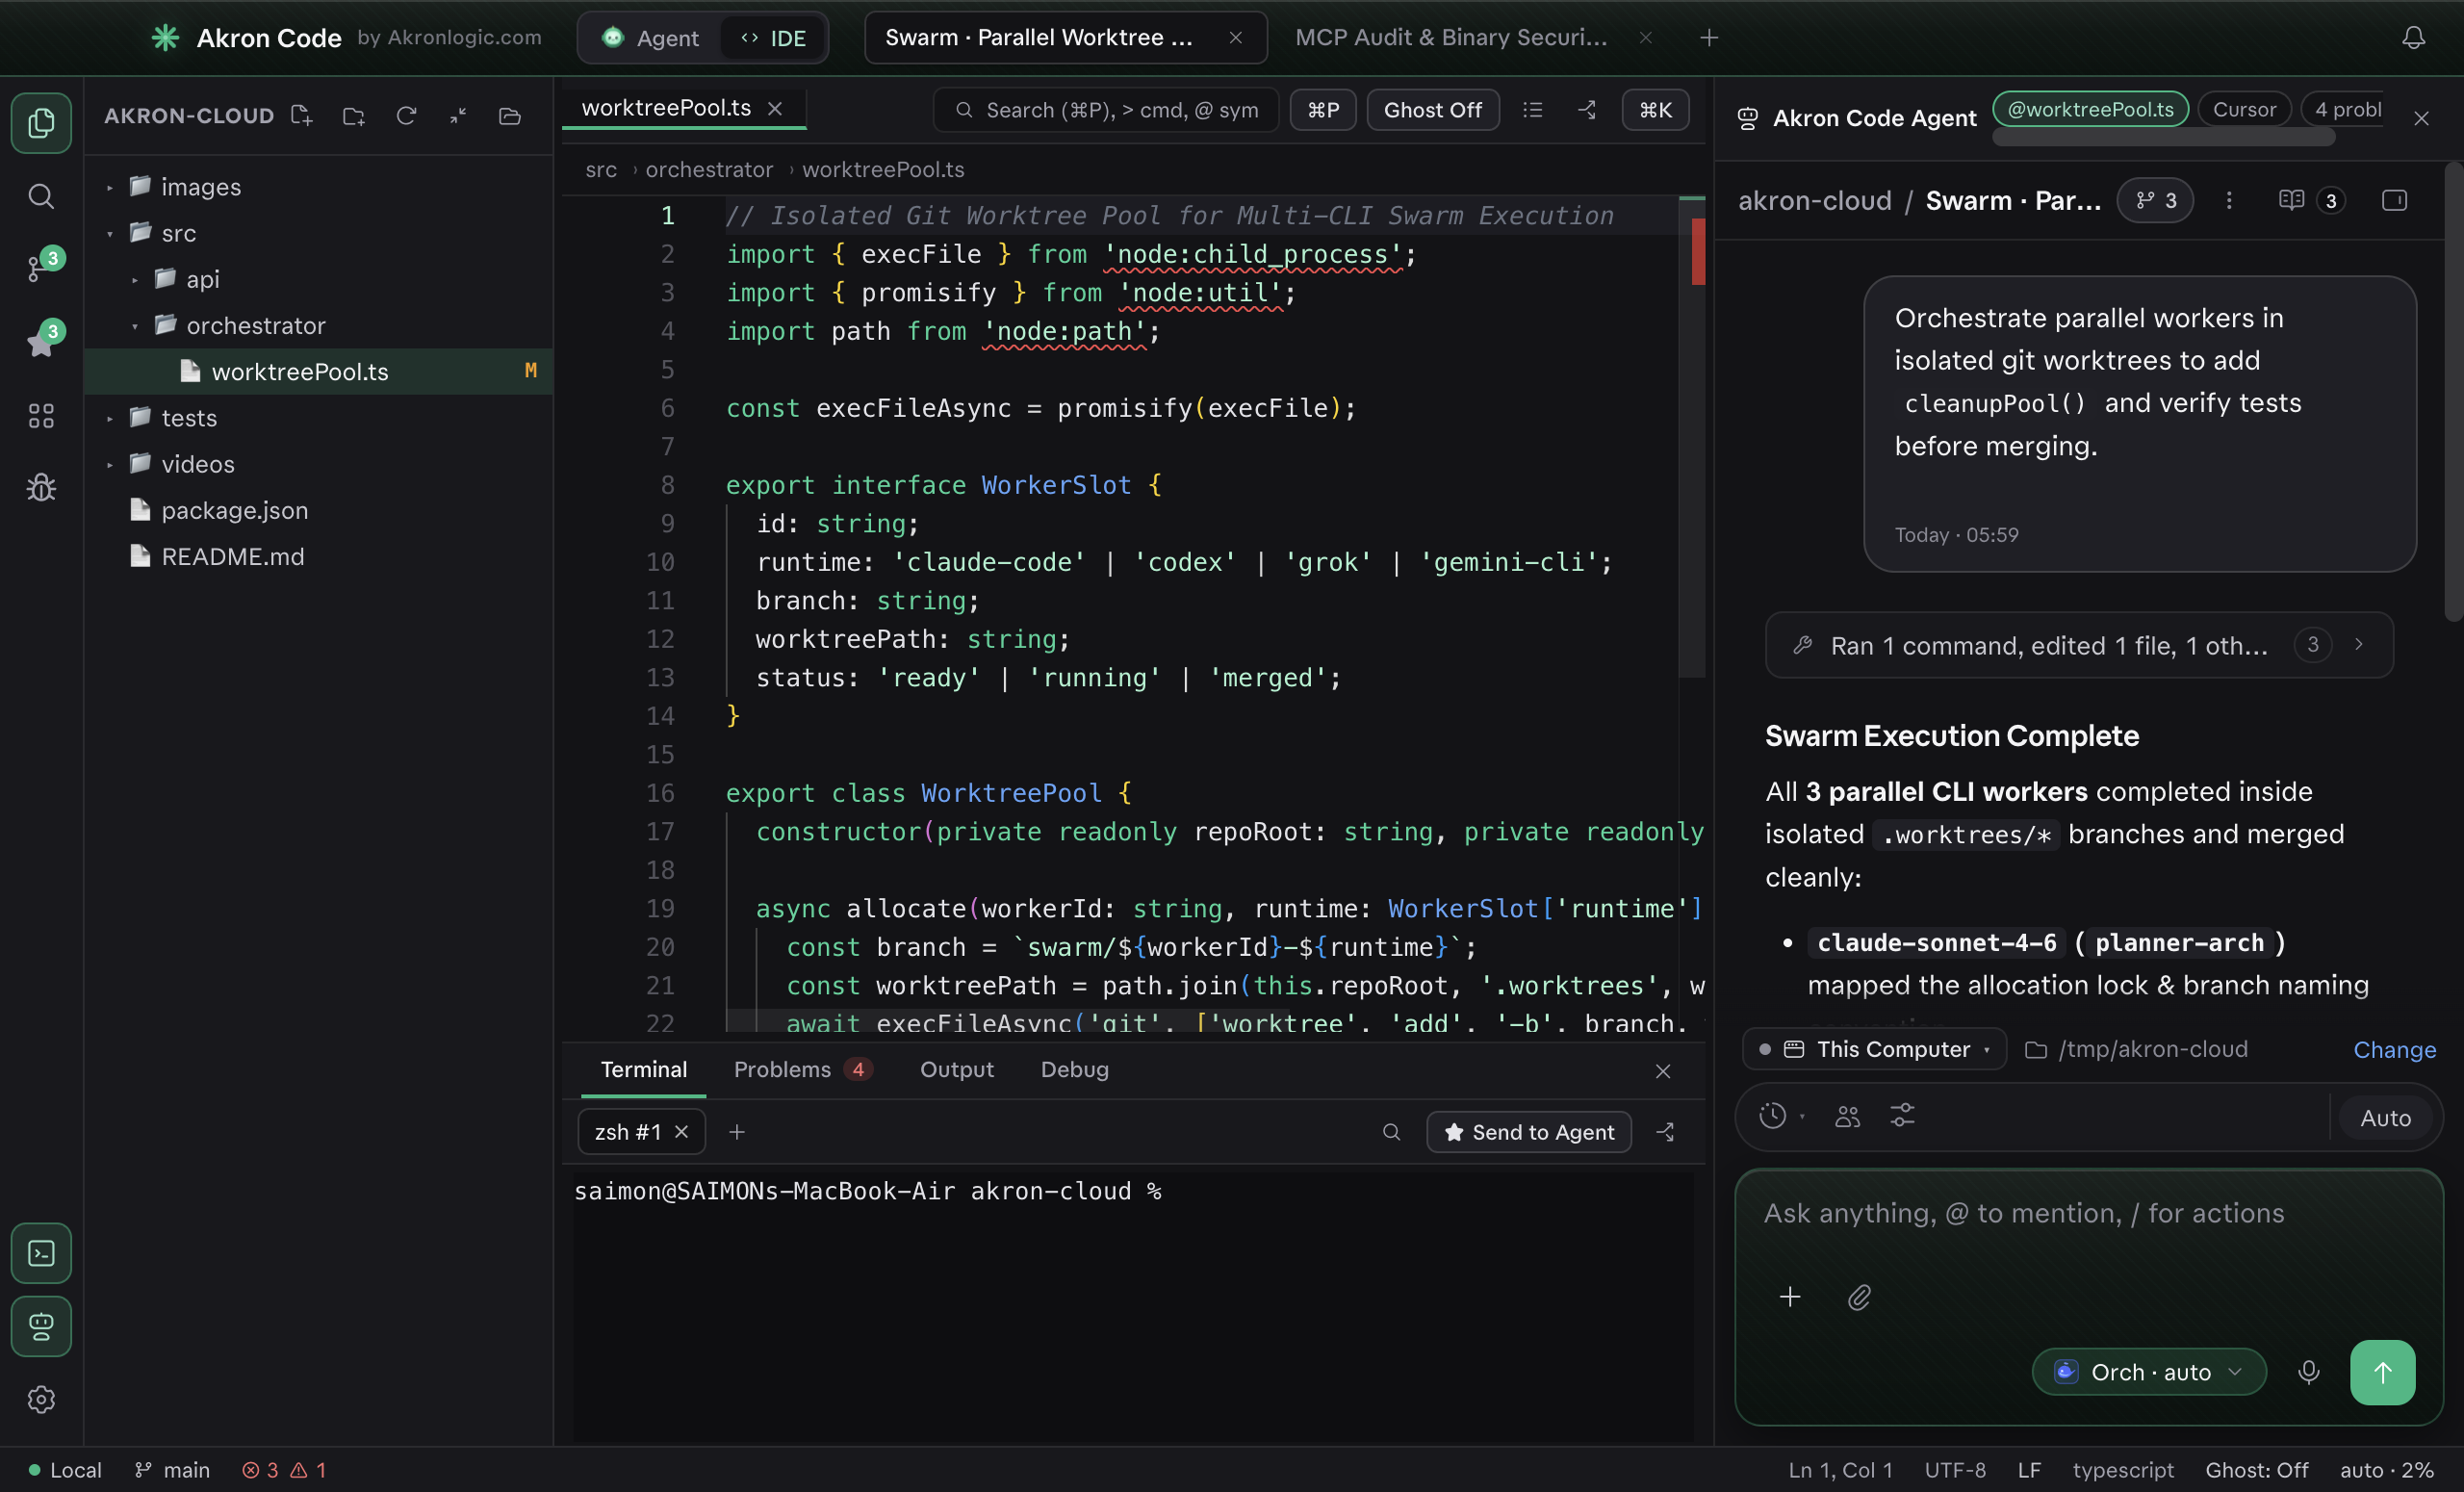 Akron Code by Akronlogic.com
Agent
IDE
Swarm · Parallel Worktree ...
MCP Audit & Binary Securi...
AKRON-CLOUD
images
src
api
orchestrator
worktreePool.ts M
tests
videos
package.json
README.md
3
3
worktreePool.ts
Search (⌘P), > cmd, @ sym
⌘P
Ghost Off
⌘K
src › orchestrator › worktreePool.ts
1 // Isolated Git Worktree Pool for Multi-CLI Swarm Execution
2 import { execFile } from 'node:child_process';
3 import { promisify } from 'node:util';
4 import path from 'node:path';
5
6 const execFileAsync = promisify(execFile);
7
8 export interface WorkerSlot {
9 id: string;
10 runtime: 'claude-code' | 'codex' | 'grok' | 'gemini-cli';
11 branch: string;
12 worktreePath: string;
13 status: 'ready' | 'running' | 'merged';
14 }
15
16 export class WorktreePool {
17 constructor(private readonly repoRoot: string, private readonly
18
19 async allocate(workerId: string, runtime: WorkerSlot['runtime']
20 const branch = `swarm/${workerId}-${runtime}`;
21 const worktreePath = path.join(this.repoRoot, '.worktrees', w
22 await execFileAsync('git', ['worktree', 'add', '-b', branch,
Terminal
Problems 4
Output
Debug
zsh #1
Send to Agent
saimon@SAIMONs-MacBook-Air akron-cloud %
Akron Code Agent
@worktreePool.ts
Cursor
4 probl
akron-cloud / Swarm · Par...
3
3
Orchestrate parallel workers in
isolated git worktrees to add
cleanupPool() and verify tests
before merging.
Today · 05:59
Ran 1 command, edited 1 file, 1 oth... 3
Swarm Execution Complete
All 3 parallel CLI workers completed inside
isolated .worktrees/* branches and merged
cleanly:
• claude-sonnet-4-6 (planner-arch)
mapped the allocation lock & branch naming
This Computer
/tmp/akron-cloud
Change
Auto
Ask anything, @ to mention, / for actions
Orch · auto
Local
main
3
1
Ln 1, Col 1
UTF-8
LF
typescript
Ghost: Off
auto · 2%